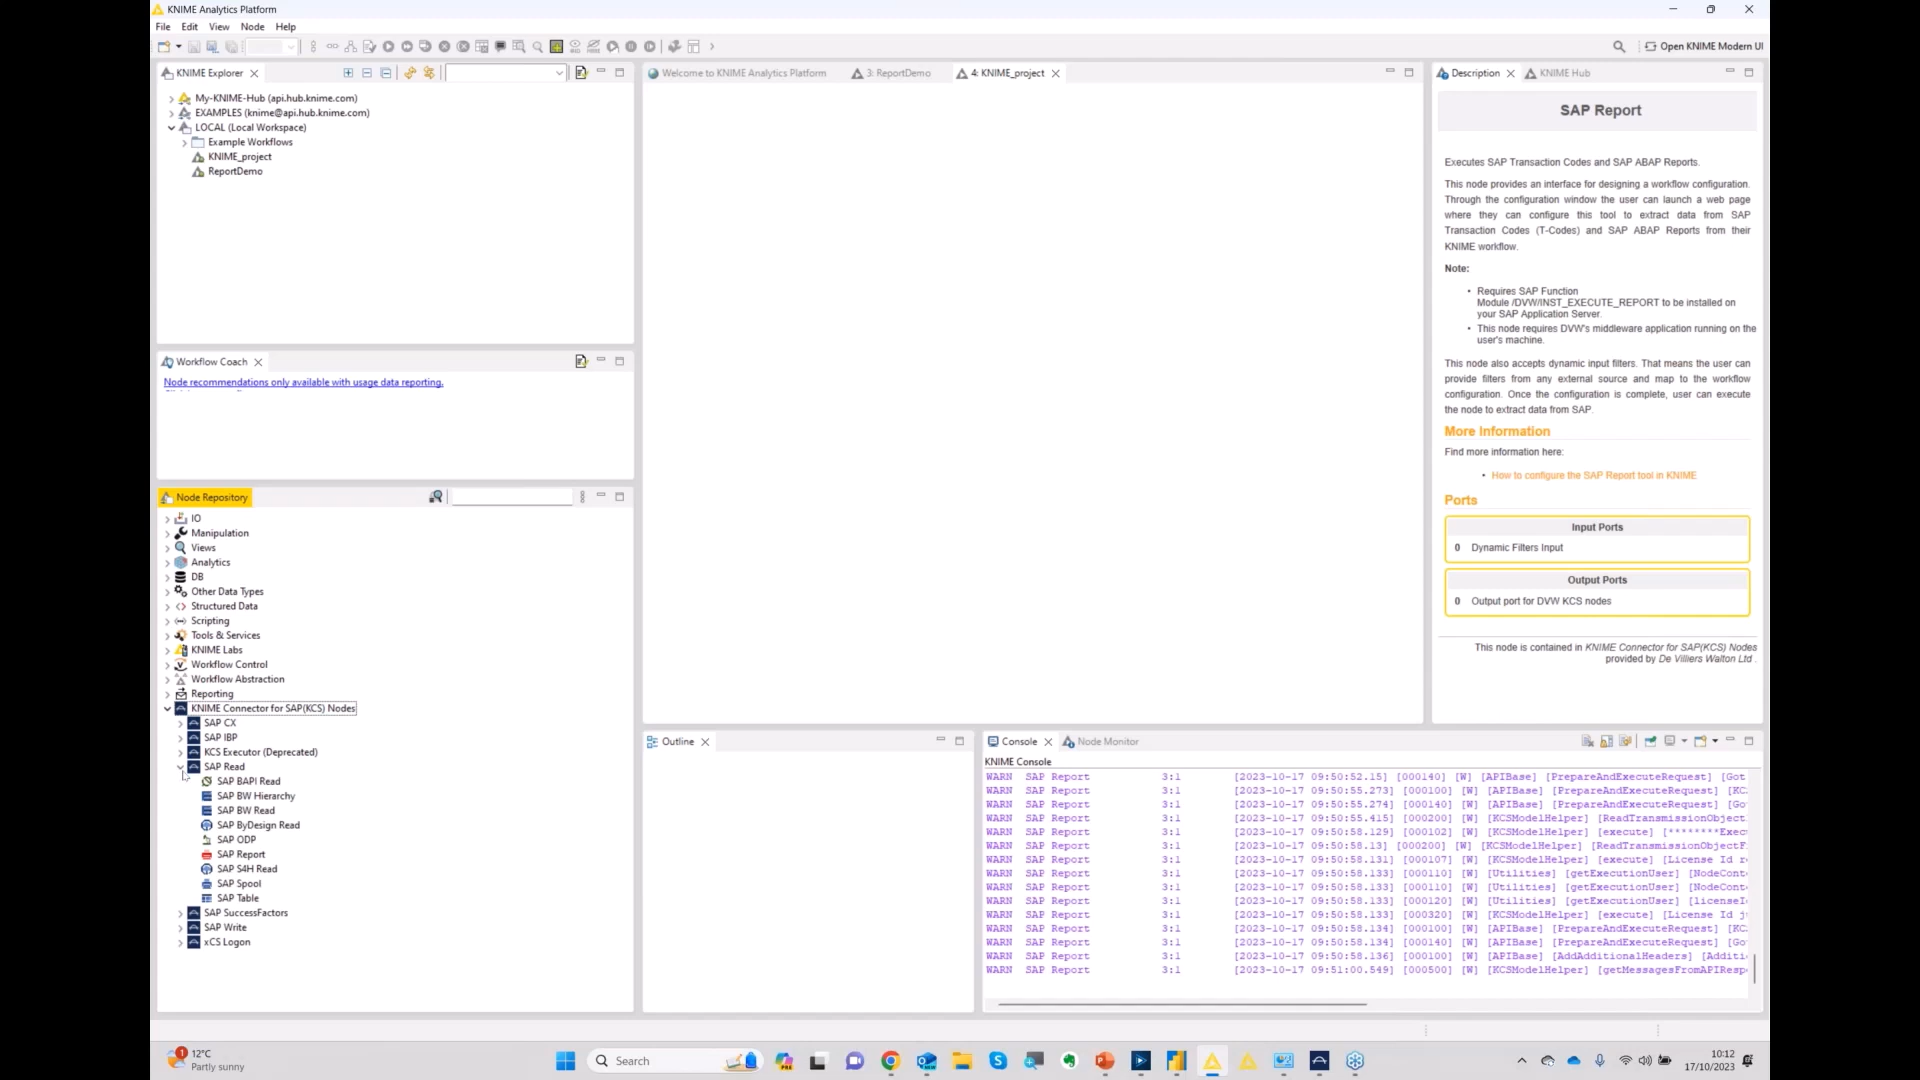 KNIME Analytics Platform
File Edit View Node Help
Open KNIME Modern UI
KNIME Explorer
My-KNIME-Hub (api.hub.knime.com)
EXAMPLES (knime@api.hub.knime.com)
LOCAL (Local Workspace)
Example Workflows
KNIME_project
ReportDemo
Workflow Coach
Node recommendations only available with usage data reporting.
Node Repository
IO
Manipulation
Views
Analytics
DB
Other Data Types
Structured Data
Scripting
Tools & Services
KNIME Labs
Workflow Control
Workflow Abstraction
Reporting
KNIME Connector for SAP(KCS) Nodes
SAP CX
SAP IBP
KCS Executor (Deprecated)
SAP Read
SAP BAPI Read
SAP BW Hierarchy
SAP BW Read
SAP ByDesign Read
SAP ODP
SAP Report
SAP S4H Read
SAP Spool
SAP Table
SAP SuccessFactors
SAP Write
xCS Logon
Welcome to KNIME Analytics Platform 3: ReportDemo 4: KNIME_project
Outline
Console Node Monitor
KNIME Console
WARN SAP Report 3:1 [2023-10-17 09:50:52.15] [000140] [W] [APIBase] [PrepareAndExecuteRequest] [Got
WARN SAP Report 3:1 [2023-10-17 09:50:55.273] [000100] [W] [APIBase] [PrepareAndExecuteRequest] [KC
WARN SAP Report 3:1 [2023-10-17 09:50:55.274] [000140] [W] [APIBase] [PrepareAndExecuteRequest] [Go
WARN SAP Report 3:1 [2023-10-17 09:50:55.415] [000200] [W] [KCSModelHelper] [ReadTransmissionObject
WARN SAP Report 3:1 [2023-10-17 09:50:58.129] [000102] [W] [KCSModelHelper] [execute] [********Exec
WARN SAP Report 3:1 [2023-10-17 09:50:58.13] [000200] [W] [KCSModelHelper] [ReadTransmissionObjectF
WARN SAP Report 3:1 [2023-10-17 09:50:58.131] [000107] [W] [KCSModelHelper] [execute] [License Id r
WARN SAP Report 3:1 [2023-10-17 09:50:58.133] [000110] [W] [Utilities] [getExecutionUser] [NodeCont
WARN SAP Report 3:1 [2023-10-17 09:50:58.133] [000110] [W] [Utilities] [getExecutionUser] [NodeCont
WARN SAP Report 3:1 [2023-10-17 09:50:58.133] [000120] [W] [Utilities] [getExecutionUser] [licenseI
WARN SAP Report 3:1 [2023-10-17 09:50:58.133] [000320] [W] [KCSModelHelper] [execute] [License Id j
WARN SAP Report 3:1 [2023-10-17 09:50:58.134] [000100] [W] [APIBase] [PrepareAndExecuteRequest] [KC
WARN SAP Report 3:1 [2023-10-17 09:50:58.134] [000140] [W] [APIBase] [PrepareAndExecuteRequest] [Go
WARN SAP Report 3:1 [2023-10-17 09:50:58.136] [000100] [W] [APIBase] [AddAdditionalHeaders] [Additi
WARN SAP Report 3:1 [2023-10-17 09:51:00.549] [000500] [W] [KCSModelHelper] [getMessagesFromAPIResp
Description KNIME Hub
SAP Report
Executes SAP Transaction Codes and SAP ABAP Reports.
This node provides an interface for designing a workflow configuration.
Through the configuration window the user can launch a web page
where they can configure this tool to extract data from SAP
Transaction Codes (T-Codes) and SAP ABAP Reports from their
KNIME workflow.
Note:
• Requires SAP Function
Module /DVW/INST_EXECUTE_REPORT to be installed on
your SAP Application Server.
• This node requires DVW's middleware application running on the
user's machine.
This node also accepts dynamic input filters. That means the user can
provide filters from any external source and map to the workflow
configuration. Once the configuration is complete, user can execute
the node to extract data from SAP.
More Information
Find more information here:
• How to configure the SAP Report tool in KNIME
Ports
Input Ports
0 Dynamic Filters Input
Output Ports
0 Output port for DVW KCS nodes
This node is contained in KNIME Connector for SAP(KCS) Nodes
provided by De Villiers Walton Ltd .
1
12°C
Partly sunny
Search
10:12
17/10/2023